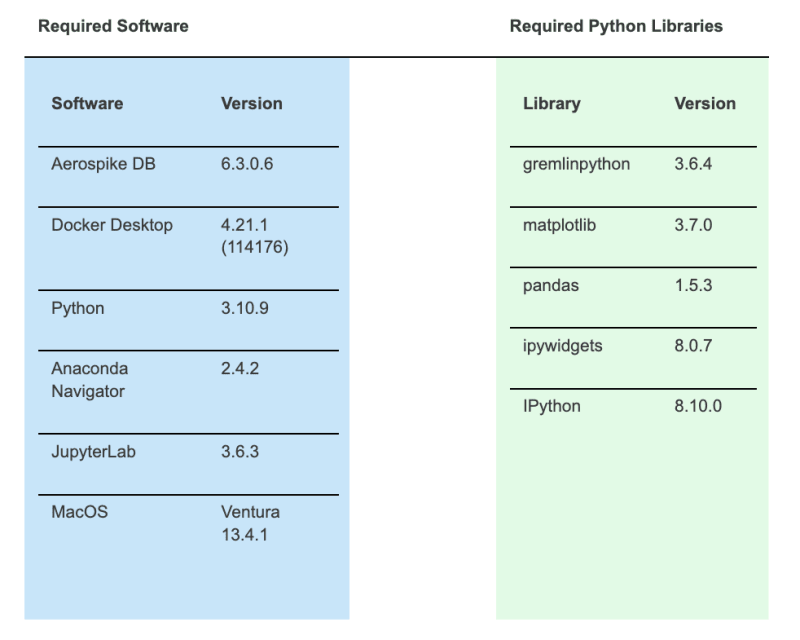 Required Software
Required Python Libraries
Software Version
Aerospike DB 6.3.0.6
Docker Desktop 4.21.1
(114176)
Python 3.10.9
Anaconda 2.4.2
Navigator
JupyterLab 3.6.3
MacOS Ventura
13.4.1
Library Version
gremlinpython 3.6.4
matplotlib 3.7.0
pandas 1.5.3
ipywidgets 8.0.7
IPython 8.10.0